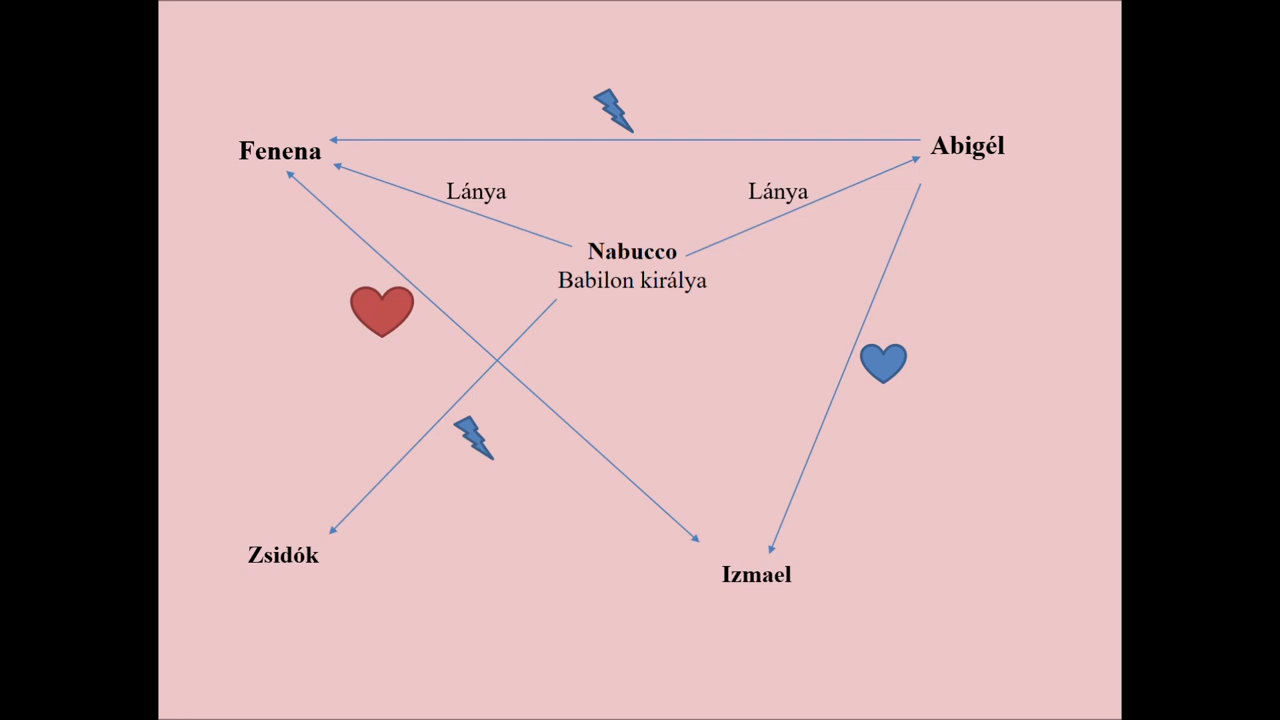 Fenena
Abigél
Lánya
Lánya
Nabucco
Babilon királya
Zsidók
Izmael